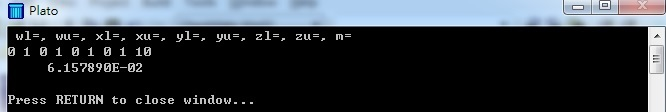 Plato
wl=, wu=, xl=, xu=, yl=, yu=, zl=, zu=, m=
0 1 0 1 0 1 0 1 10
6.157890E-02
Press RETURN to close window...